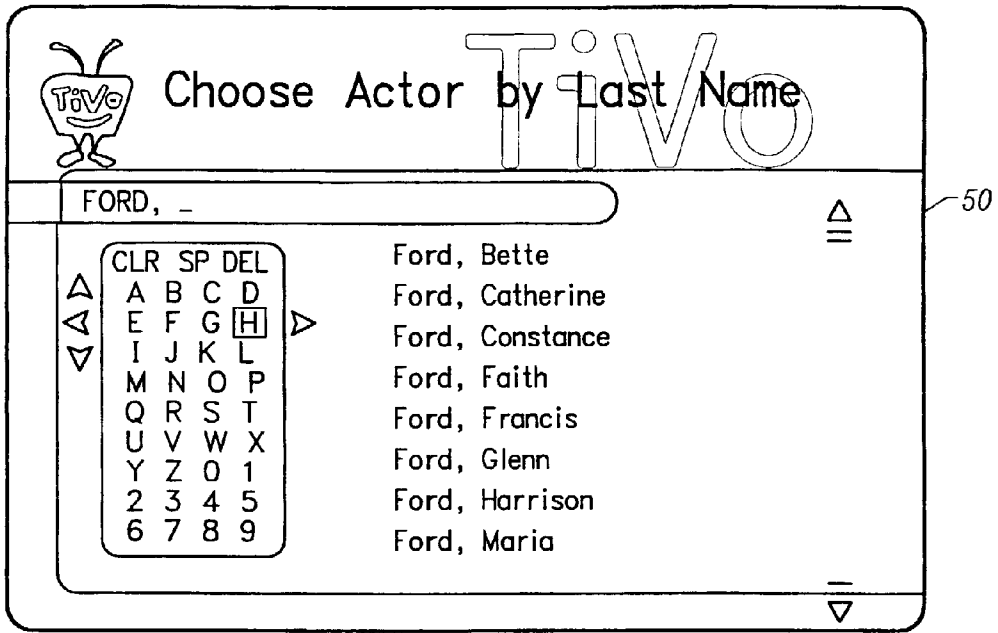 TiVo
TiVo
Choose Actor by Last Name
FORD, _
50
CLR SP DEL
A B C D
E F G H
I J K L
M N O P
Q R S T
U V W X
Y Z 0 1
2 3 4 5
6 7 8 9
Ford, Bette
Ford, Catherine
Ford, Constance
Ford, Faith
Ford, Francis
Ford, Glenn
Ford, Harrison
Ford, Maria